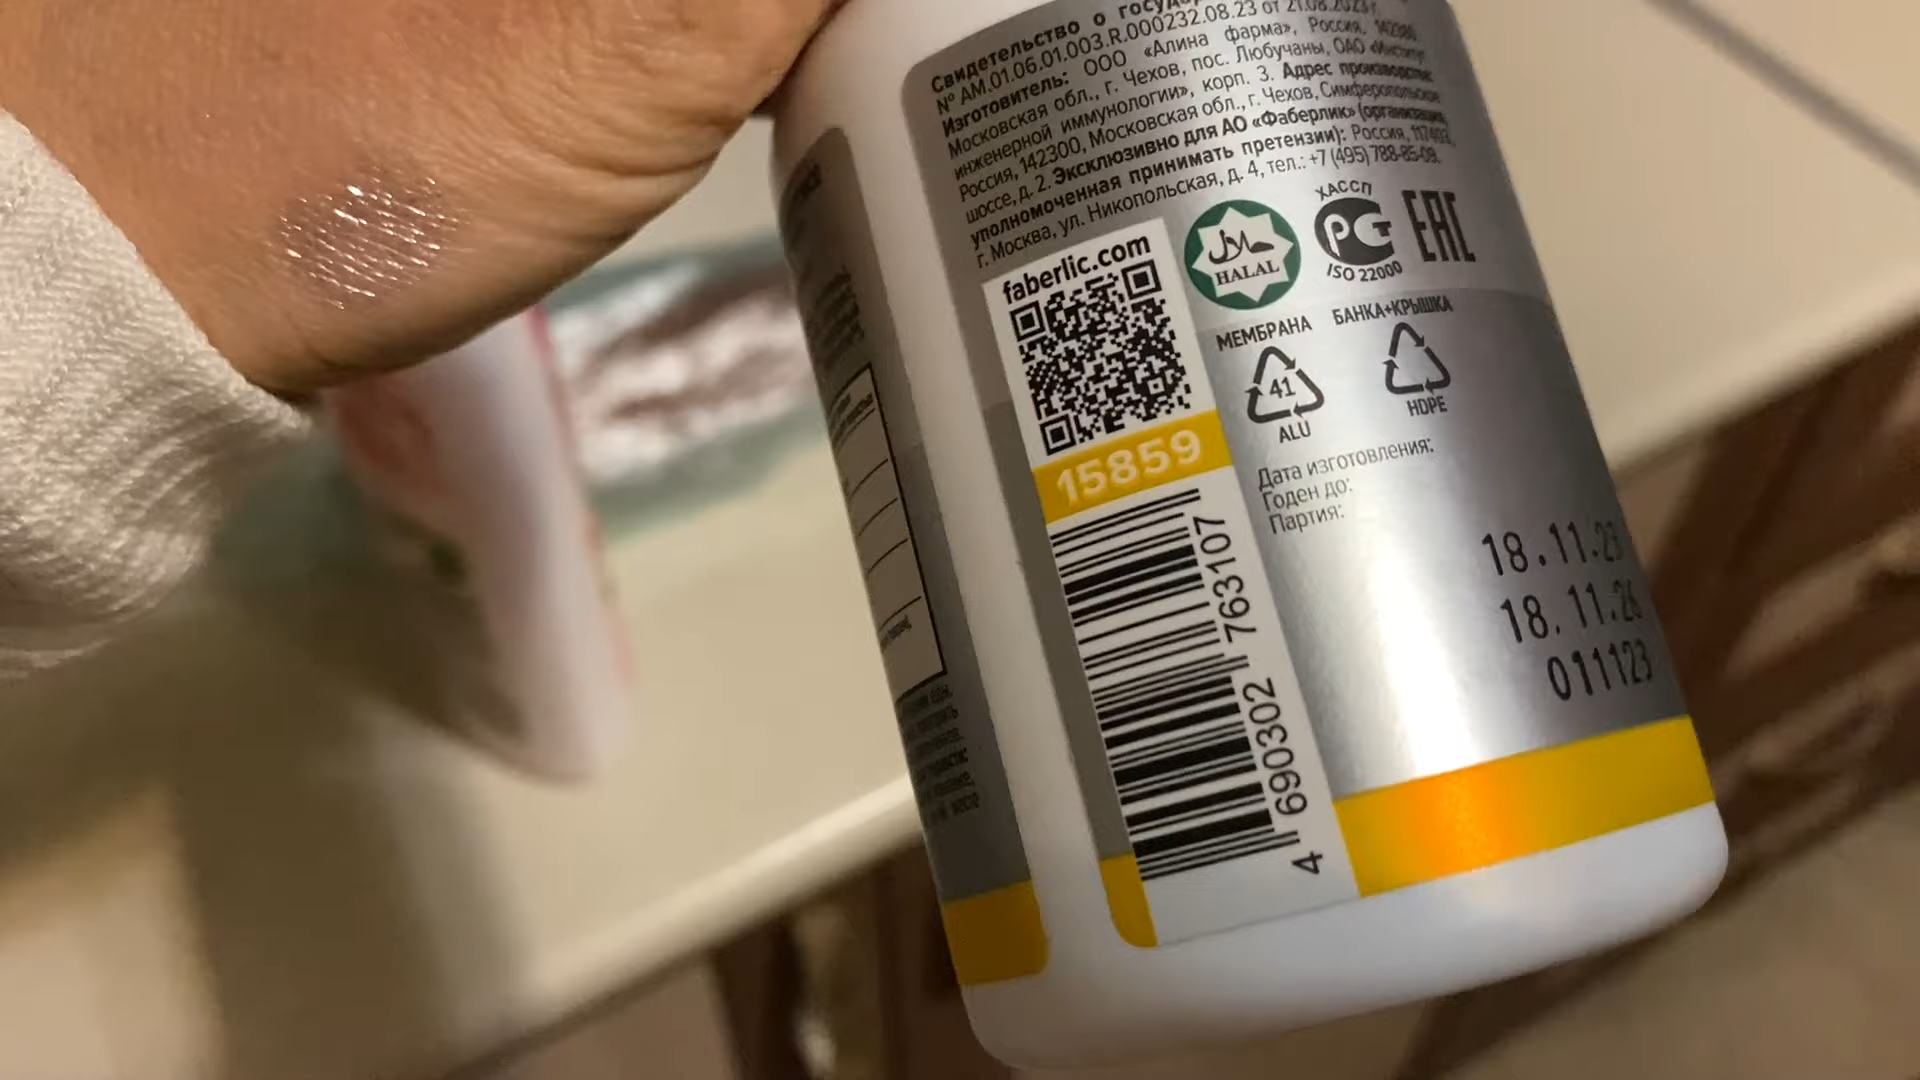 Свидетельство о
№ AM.01.06.01.003.R.000232.08.23 от 21.08.2023 г.
Изготовитель: ООО «Алина фарма», Россия, 142380,
Московская обл., г. Чехов, пос. Любучаны, ОАО «Институт
инженерной иммунологии», корп. 3. Адрес производства:
Россия, 142300, Московская обл., г. Чехов, Симферопольское
шоссе, д. 2. Эксклюзивно для АО «Фаберлик» (организация,
уполномоченная принимать претензии): Россия, 117403,
г. Москва, ул. Никопольская, д. 4, тел.: +7 (495) 788-85-09.
faberlic.com
HALAL
ХАССП
РСТ
ISO 22000
EAC
МЕМБРАНА
БАНКА+КРЫШКА
41
ALU
HDPE
15859
Дата изготовления:
Годен до:
Партия:
18.11.23
18.11.26
011123
4 690302 763107